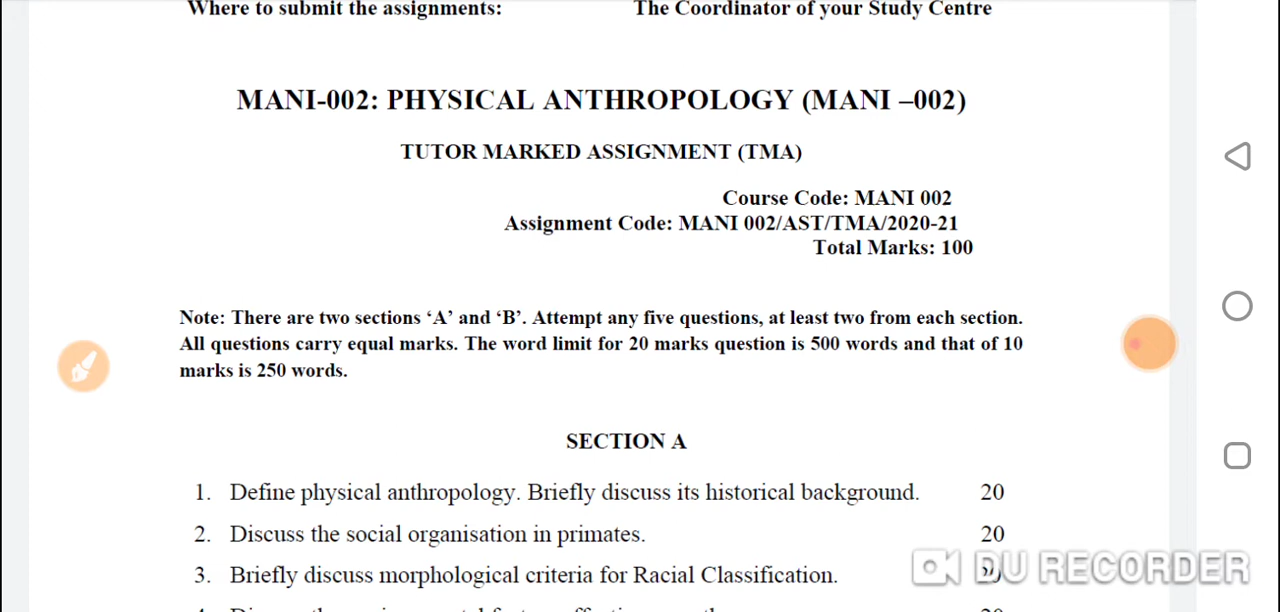 Where to submit the assignments: The Coordinator of your Study Centre
MANI-002: PHYSICAL ANTHROPOLOGY (MANI –002)
TUTOR MARKED ASSIGNMENT (TMA)
Course Code: MANI 002
Assignment Code: MANI 002/AST/TMA/2020-21
Total Marks: 100
Note: There are two sections ‘A’ and ‘B’. Attempt any five questions, at least two from each section.
All questions carry equal marks. The word limit for 20 marks question is 500 words and that of 10
marks is 250 words.
SECTION A
1. Define physical anthropology. Briefly discuss its historical background. 20
2. Discuss the social organisation in primates. 20
3. Briefly discuss morphological criteria for Racial Classification. 20
DU RECORDER